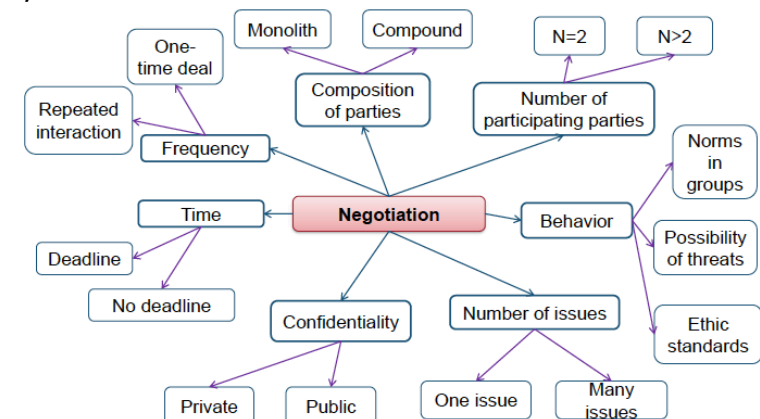 Monolith
Compound
N=2
N>2
One-
time deal
Composition
of parties
Number of
participating parties
Repeated
interaction
Frequency
Norms
in
groups
Time
Negotiation
Behavior
Possibility
of threats
Deadline
No deadline
Confidentiality
Number of issues
Ethic
standards
Private
Public
One issue
Many
issues